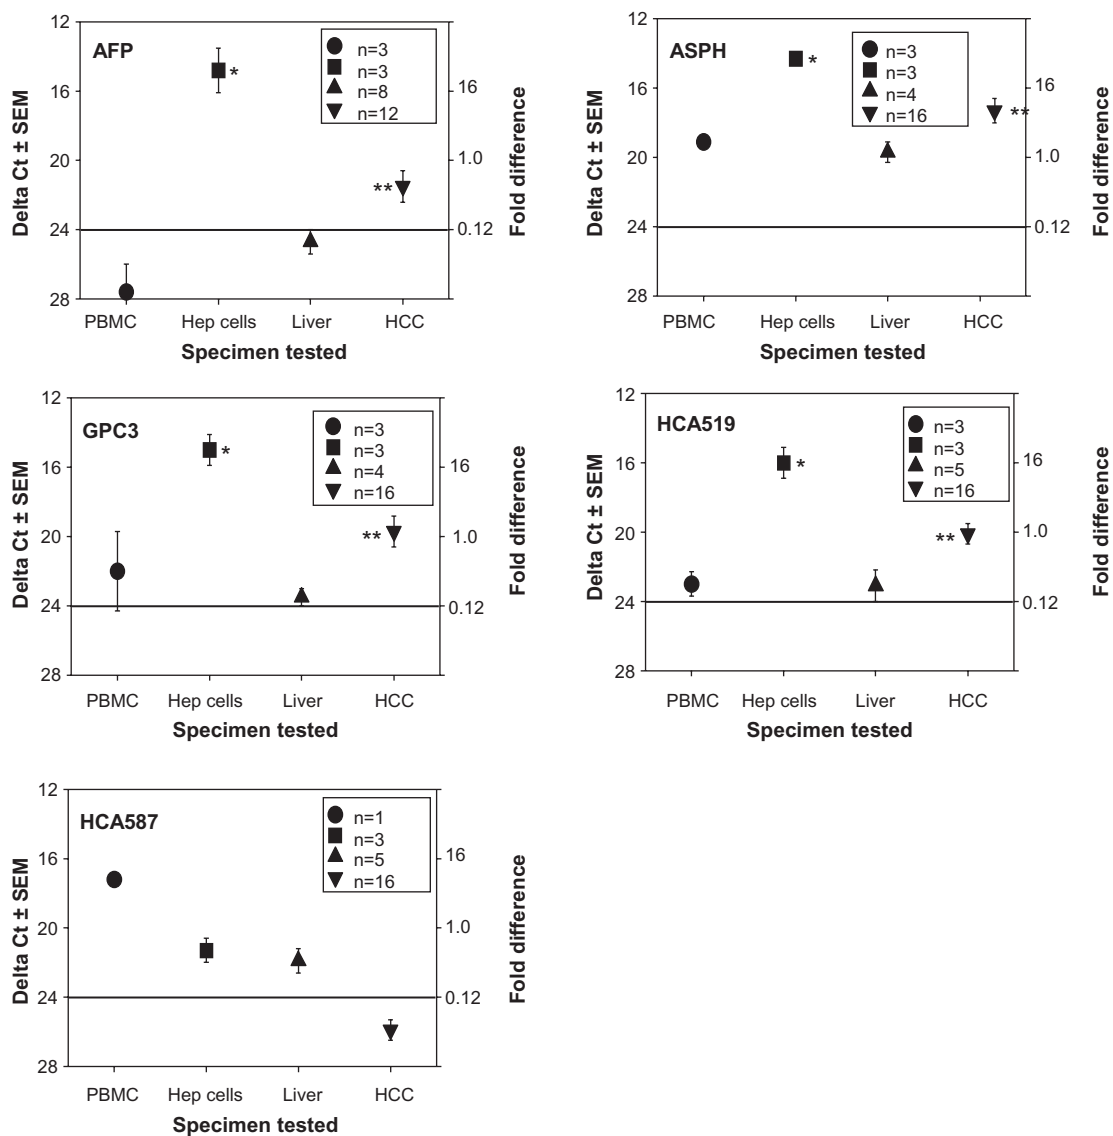 AFP
n=3
n=3
n=8
n=12
12
16
20
24
28
16
1.0
0.12
*
**
Delta Ct ± SEM
Fold difference
PBMC Hep cells Liver HCC
Specimen tested
ASPH
n=3
n=3
n=4
n=16
12
16
20
24
28
16
1.0
0.12
*
**
Delta Ct ± SEM
Fold difference
PBMC Hep cells Liver HCC
Specimen tested
GPC3
n=3
n=3
n=4
n=16
12
16
20
24
28
16
1.0
0.12
*
**
Delta Ct ± SEM
Fold difference
PBMC Hep cells Liver HCC
Specimen tested
HCA519
n=3
n=3
n=5
n=16
12
16
20
24
28
16
1.0
0.12
*
**
Delta Ct ± SEM
Fold difference
PBMC Hep cells Liver HCC
Specimen tested
HCA587
n=1
n=3
n=5
n=16
12
16
20
24
28
16
1.0
0.12
Delta Ct ± SEM
Fold difference
PBMC Hep cells Liver HCC
Specimen tested